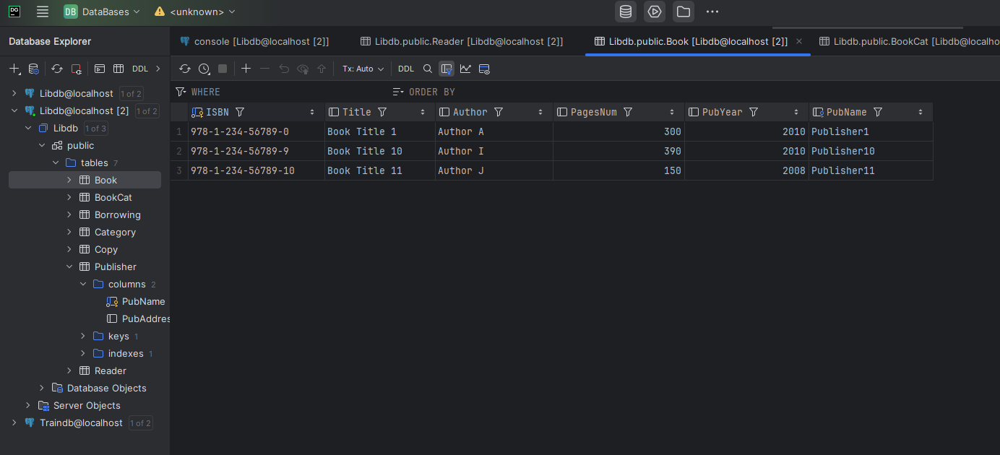 DG DB DataBases <unknown>
Database Explorer
console [Libdb@localhost [2]] Libdb.public.Reader [Libdb@localhost [2]] Libdb.public.Book [Libdb@localhost [2]] Libdb.public.BookCat [Libdb@localho
DDL
Tx: Auto DDL
WHERE ORDER BY
ISBN Title Author PagesNum PubYear PubName
1 978-1-234-56789-0 Book Title 1 Author A 300 2010 Publisher1
2 978-1-234-56789-9 Book Title 10 Author I 390 2010 Publisher10
3 978-1-234-56789-10 Book Title 11 Author J 150 2008 Publisher11
Libdb@localhost 1 of 2
Libdb@localhost [2] 1 of 2
Libdb 1 of 3
public
tables 7
Book
BookCat
Borrowing
Category
Copy
Publisher
columns 2
PubName
PubAddres
keys 1
indexes 1
Reader
Database Objects
Server Objects
Traindb@localhost 1 of 2